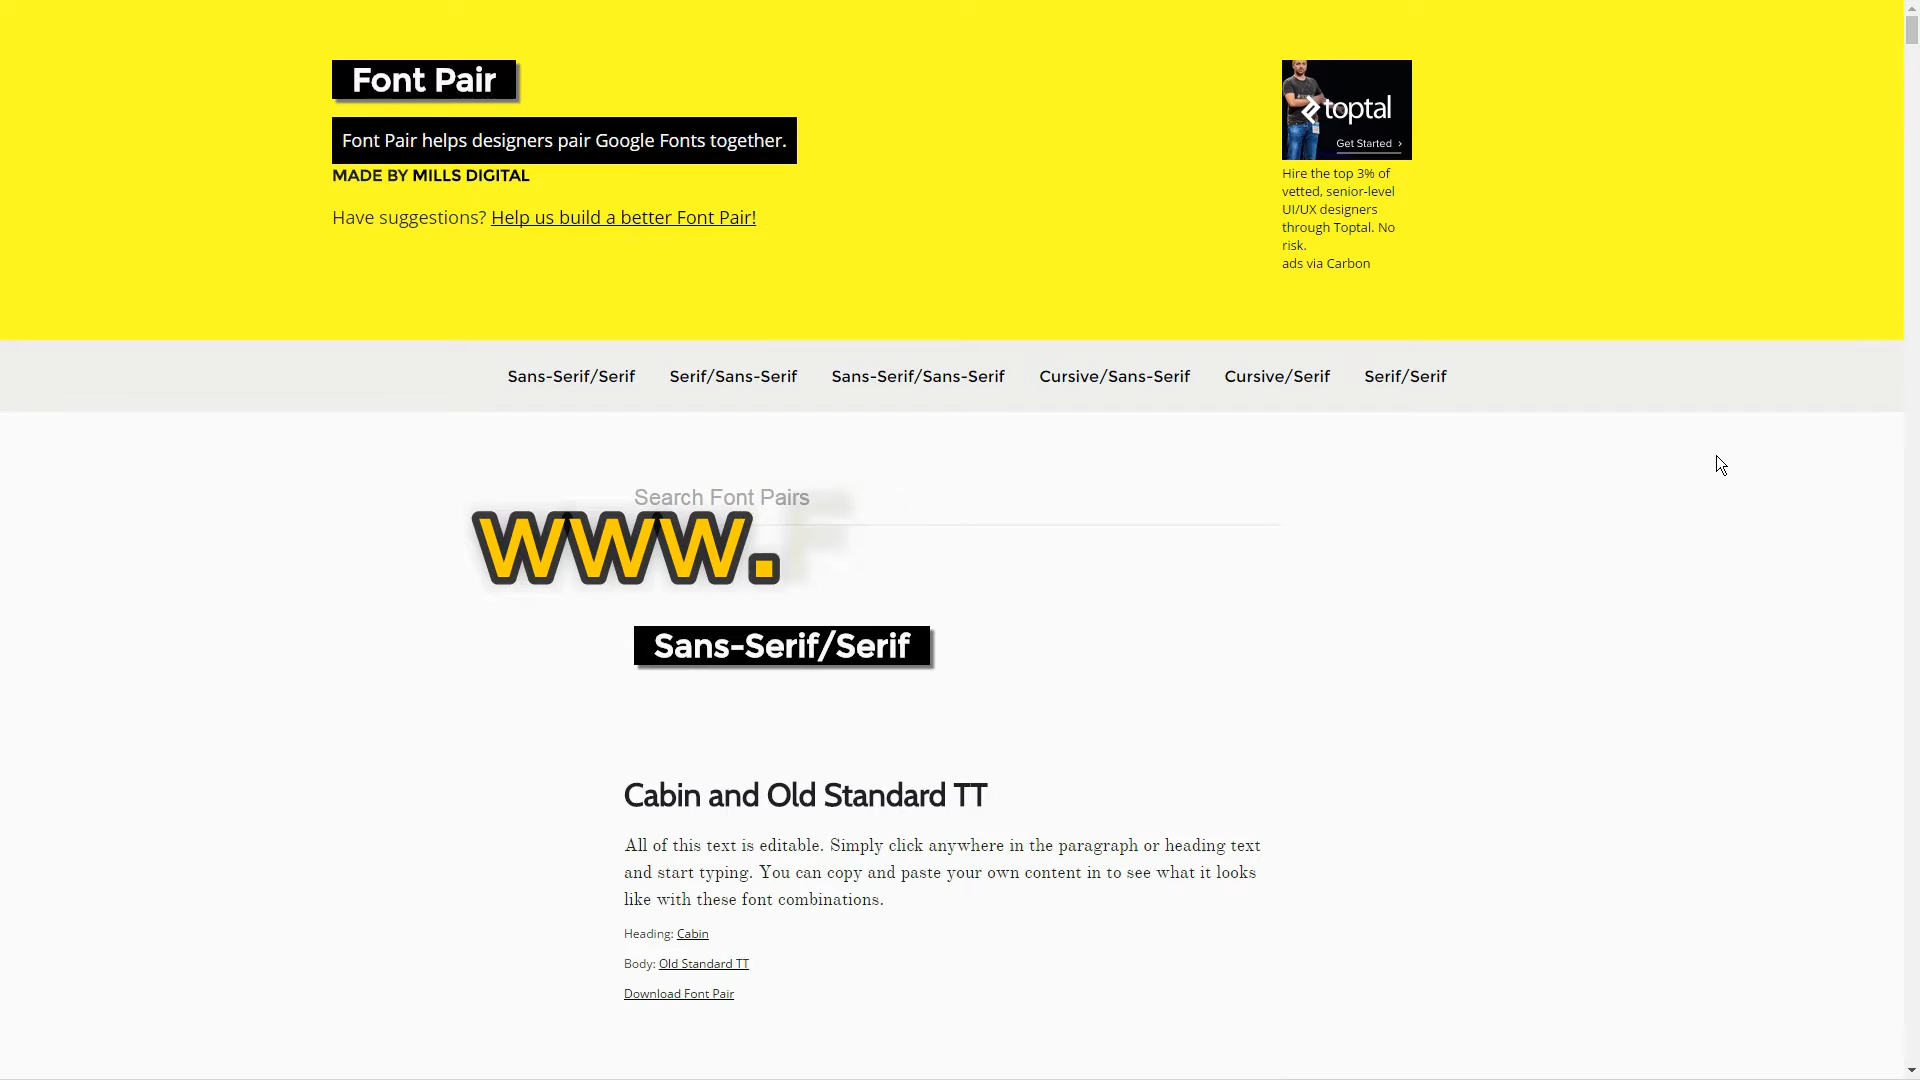 Font Pair
Font Pair helps designers pair Google Fonts together.
MADE BY MILLS DIGITAL
Have suggestions? Help us build a better Font Pair!
toptal
Get Started ›
Hire the top 3% of
vetted, senior-level
UI/UX designers
through Toptal. No
risk.
ads via Carbon
Sans-Serif/Serif Serif/Sans-Serif Sans-Serif/Sans-Serif Cursive/Sans-Serif Cursive/Serif Serif/Serif
Search Font Pairs
www.F
Sans-Serif/Serif
Cabin and Old Standard TT
All of this text is editable. Simply click anywhere in the paragraph or heading text
and start typing. You can copy and paste your own content in to see what it looks
like with these font combinations.
Heading: Cabin
Body: Old Standard TT
Download Font Pair